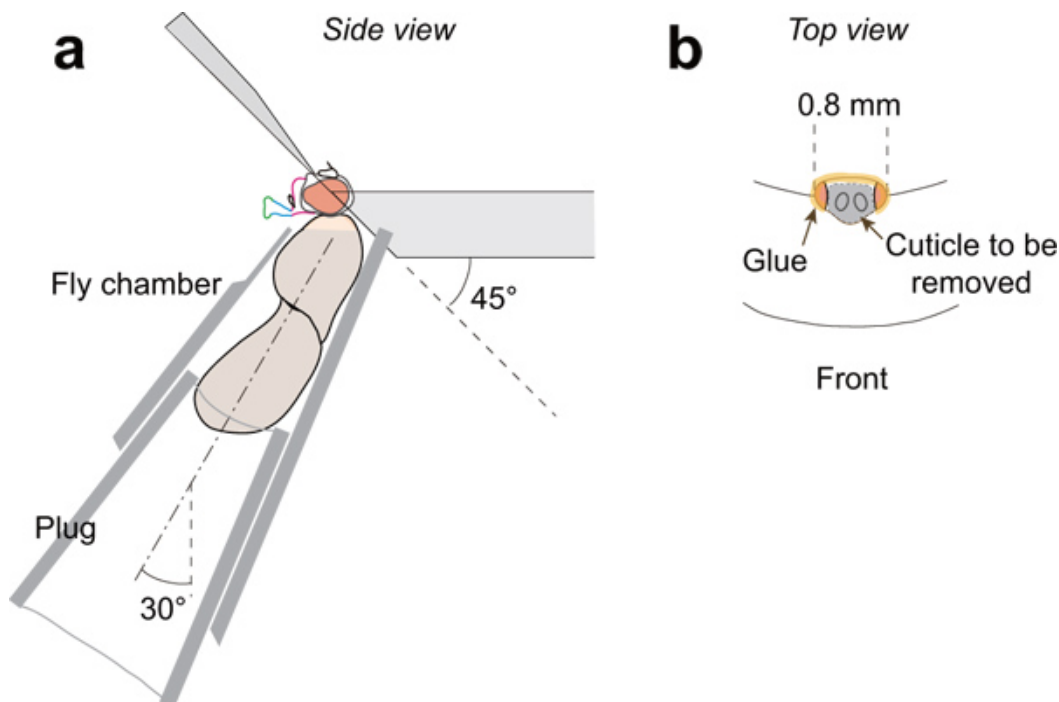 a
Side view
Fly chamber
45°
Plug
30°
b
Top view
0.8 mm
Glue
Cuticle to be
removed
Front